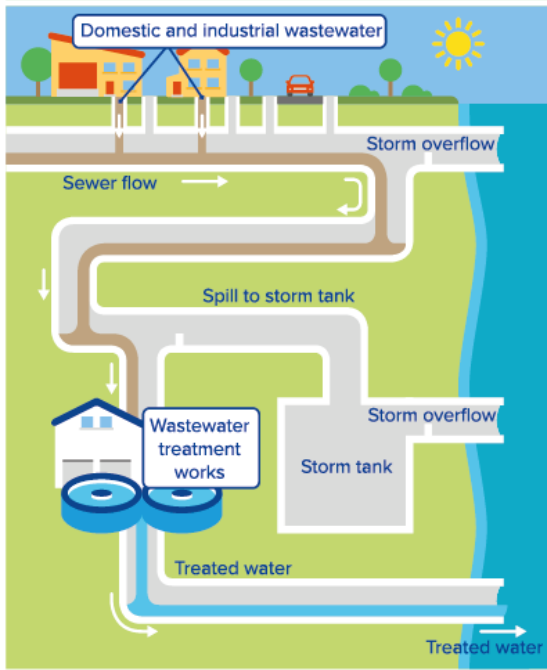 Domestic and industrial wastewater
Storm overflow
Sewer flow
Spill to storm tank
Storm overflow
Wastewater
treatment
works
Storm tank
Treated water
Treated water